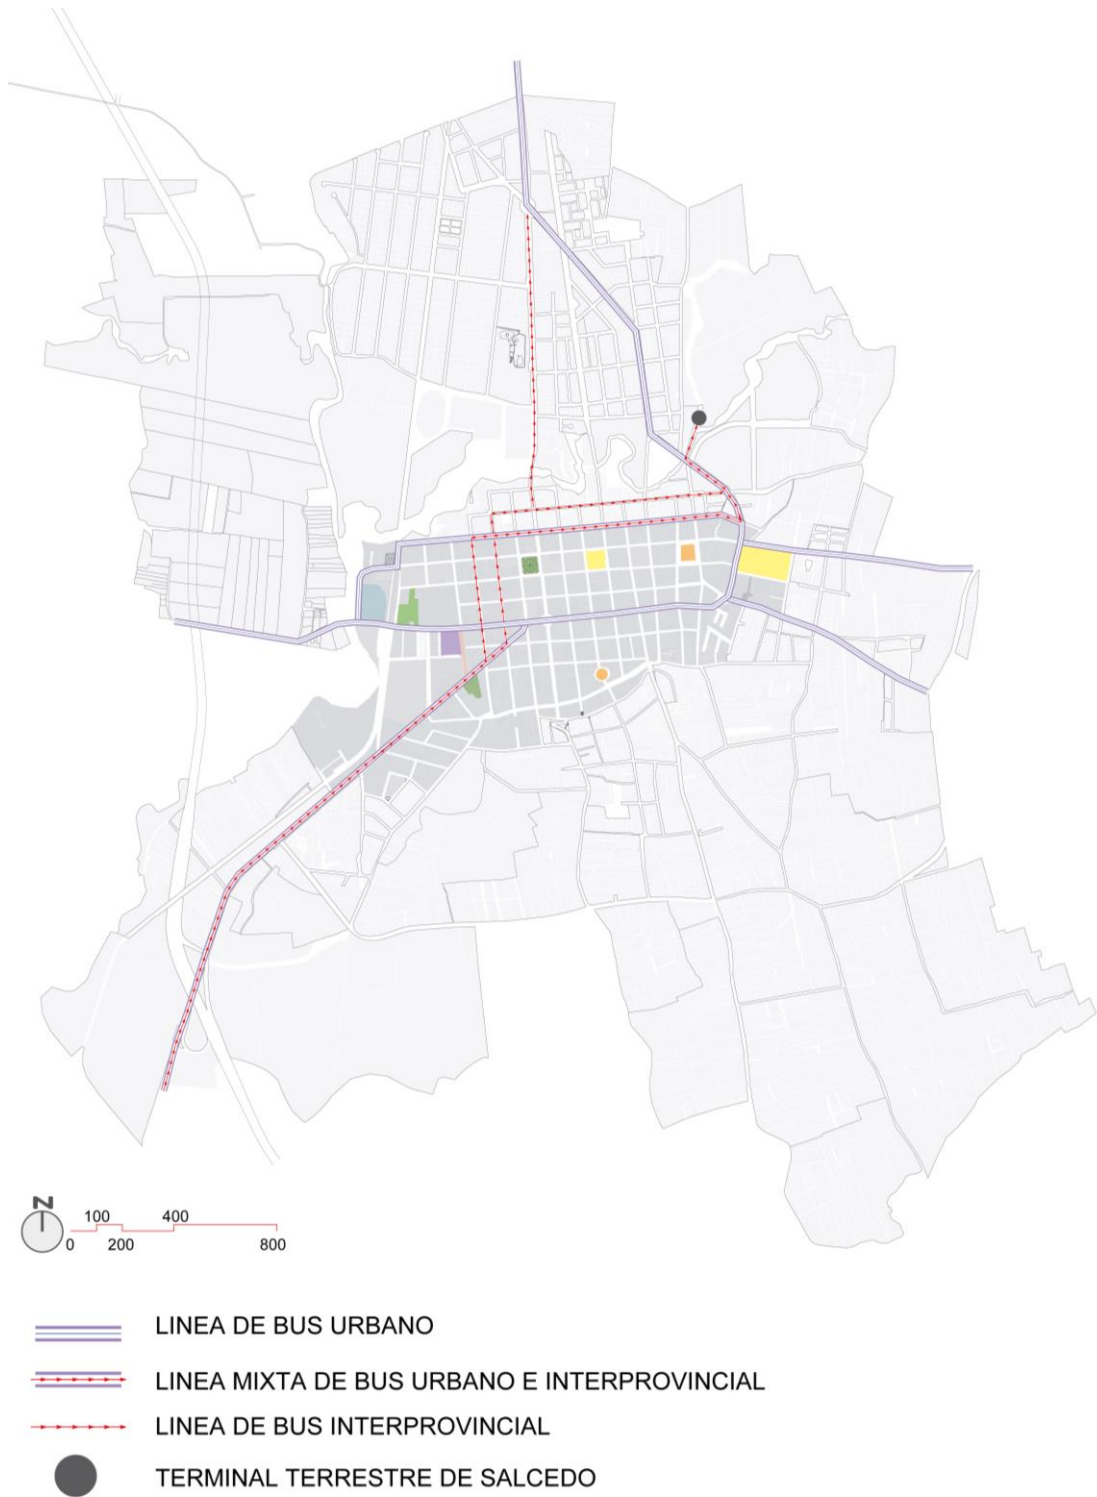 N
100 400
0 200 800
LINEA DE BUS URBANO
LINEA MIXTA DE BUS URBANO E INTERPROVINCIAL
LINEA DE BUS INTERPROVINCIAL
TERMINAL TERRESTRE DE SALCEDO